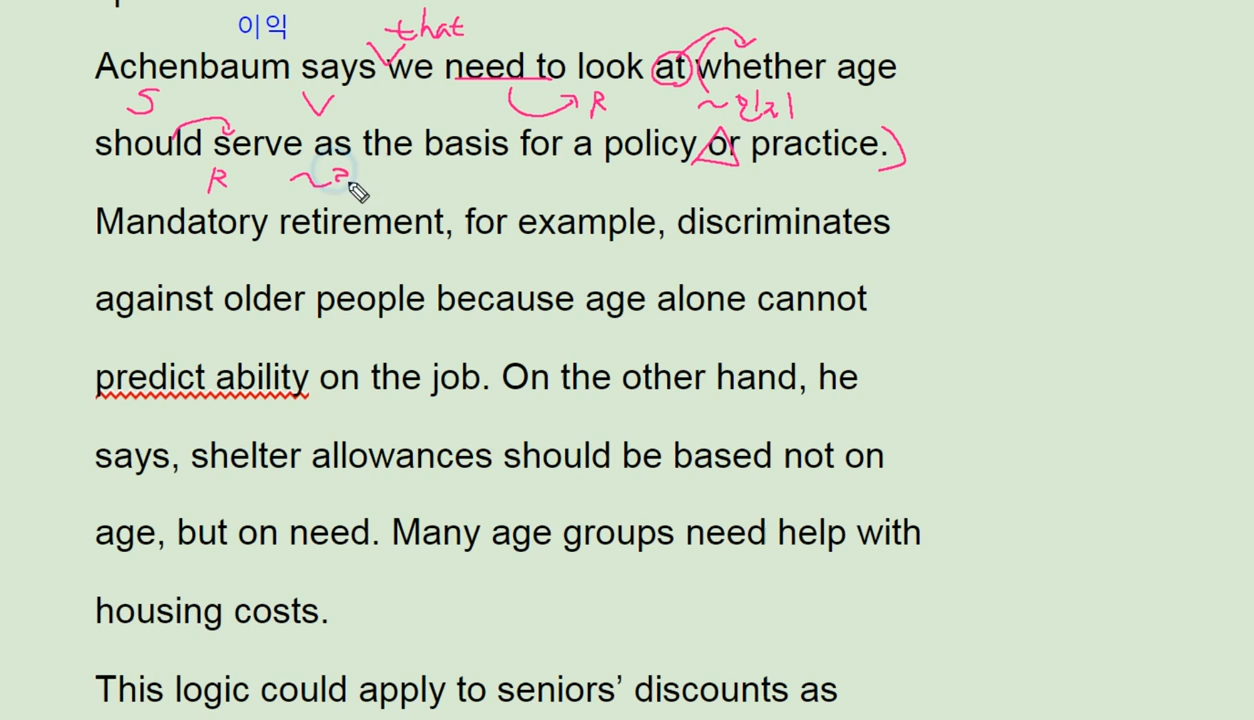 이익
that
Achenbaum says we need to look at whether age
S V R ~인지
should serve as the basis for a policy or practice.
R
Mandatory retirement, for example, discriminates
against older people because age alone cannot
predict ability on the job. On the other hand, he
says, shelter allowances should be based not on
age, but on need. Many age groups need help with
housing costs.
This logic could apply to seniors’ discounts as